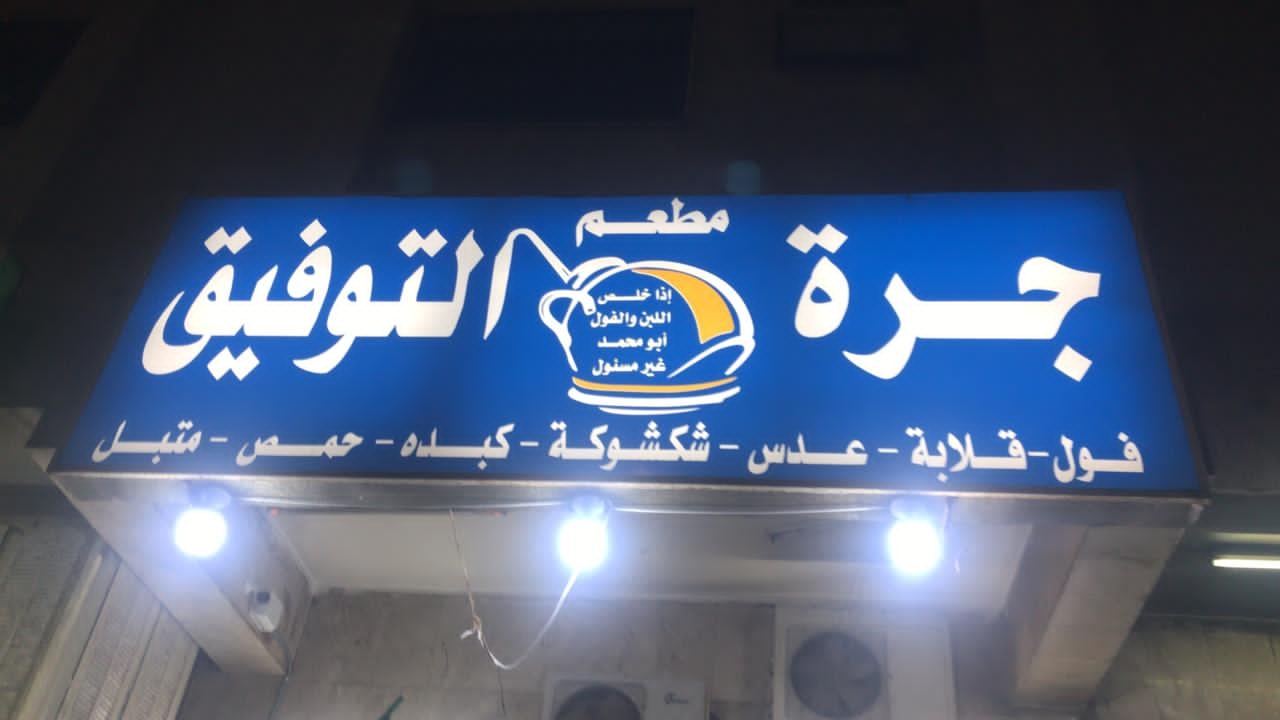 مطعم
جرة التوفيق
إذا خلص
اللبن والفول
أبو محمد
غير مسئول
فول - قلابة - عدس - شكشوكة - كبده - حمص - متبل